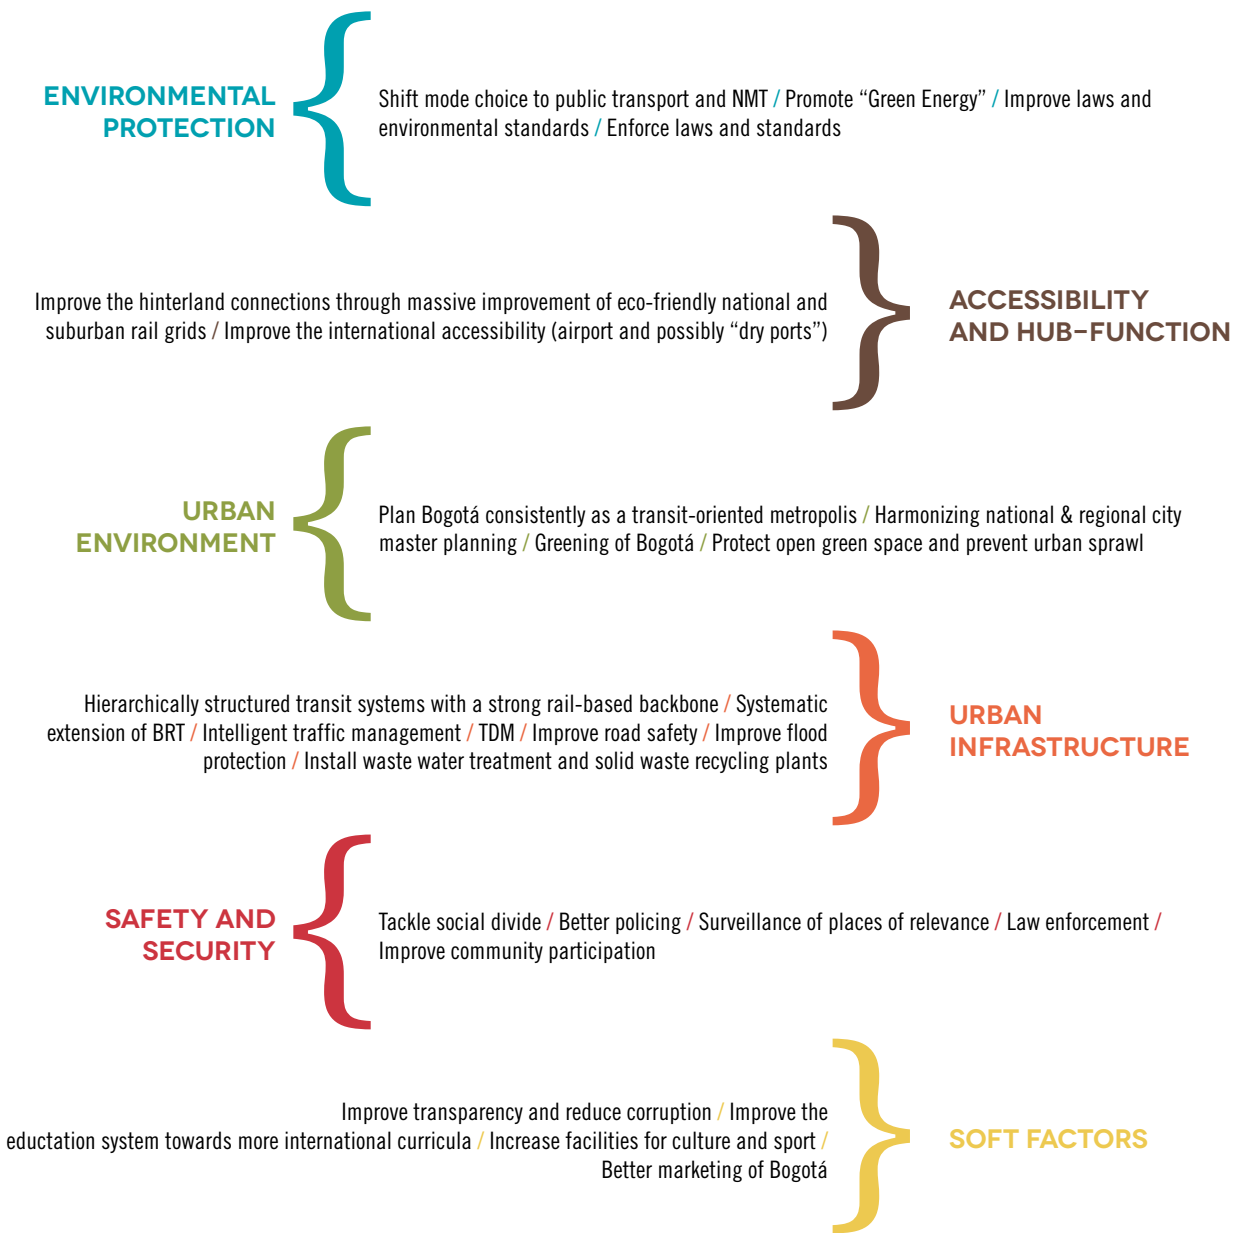 ENVIRONMENTAL
PROTECTION
Shift mode choice to public transport and NMT / Promote “Green Energy” / Improve laws and
environmental standards / Enforce laws and standards
Improve the hinterland connections through massive improvement of eco-friendly national and
suburban rail grids / Improve the international accessibility (airport and possibly “dry ports”)
ACCESSIBILITY
AND HUB-FUNCTION
URBAN
ENVIRONMENT
Plan Bogotá consistently as a transit-oriented metropolis / Harmonizing national & regional city
master planning / Greening of Bogotá / Protect open green space and prevent urban sprawl
Hierarchically structured transit systems with a strong rail-based backbone / Systematic
extension of BRT / Intelligent traffic management / TDM / Improve road safety / Improve flood
protection / Install waste water treatment and solid waste recycling plants
URBAN
INFRASTRUCTURE
SAFETY AND
SECURITY
Tackle social divide / Better policing / Surveillance of places of relevance / Law enforcement /
Improve community participation
Improve transparency and reduce corruption / Improve the
eductation system towards more international curricula / Increase facilities for culture and sport /
Better marketing of Bogotá
SOFT FACTORS